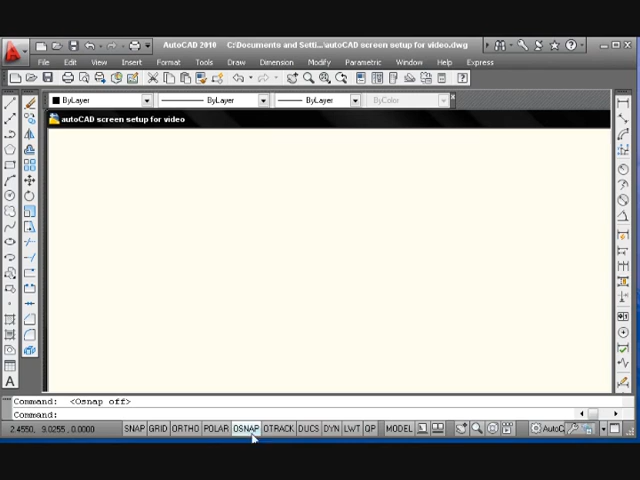 AutoCAD 2010 C:\Documents and Setti...\autoCAD screen setup for video.dwg
File Edit View Insert Format Tools Draw Dimension Modify Parametric Window Help Express
ByLayer ByLayer ByLayer ByColor
autoCAD screen setup for video
A
Command: <Osnap off>
Command:
2.4550, 9.0255, 0.0000 SNAP GRID ORTHO POLAR OSNAP OTRACK DUCS DYN LWT QP MODEL AutoC